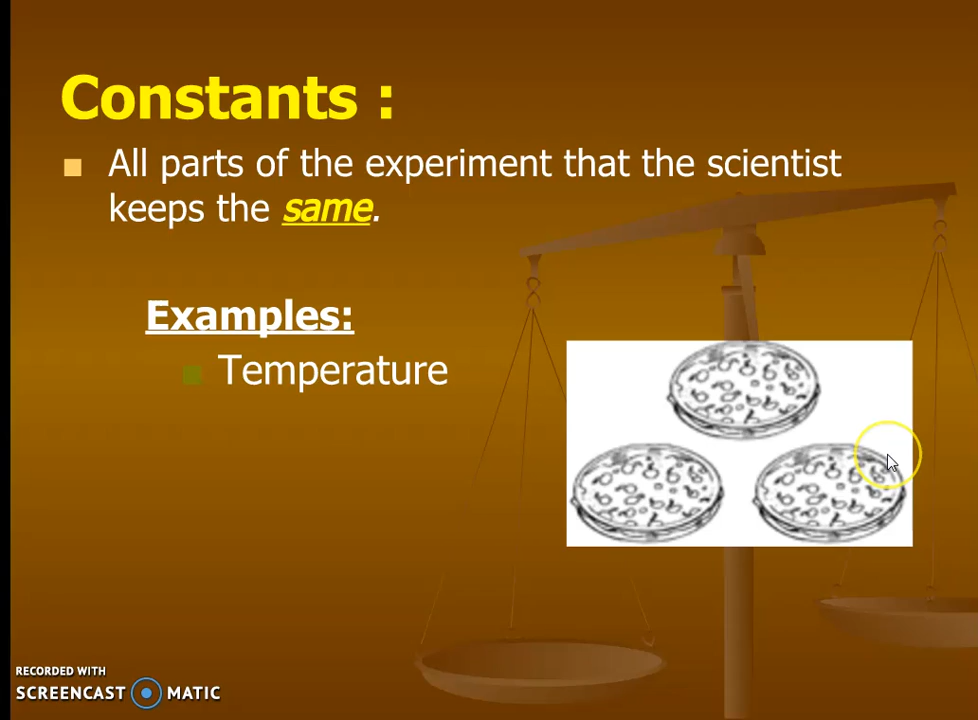 Constants :
All parts of the experiment that the scientist
keeps the same.
Examples:
Temperature
RECORDED WITH
SCREENCAST MATIC